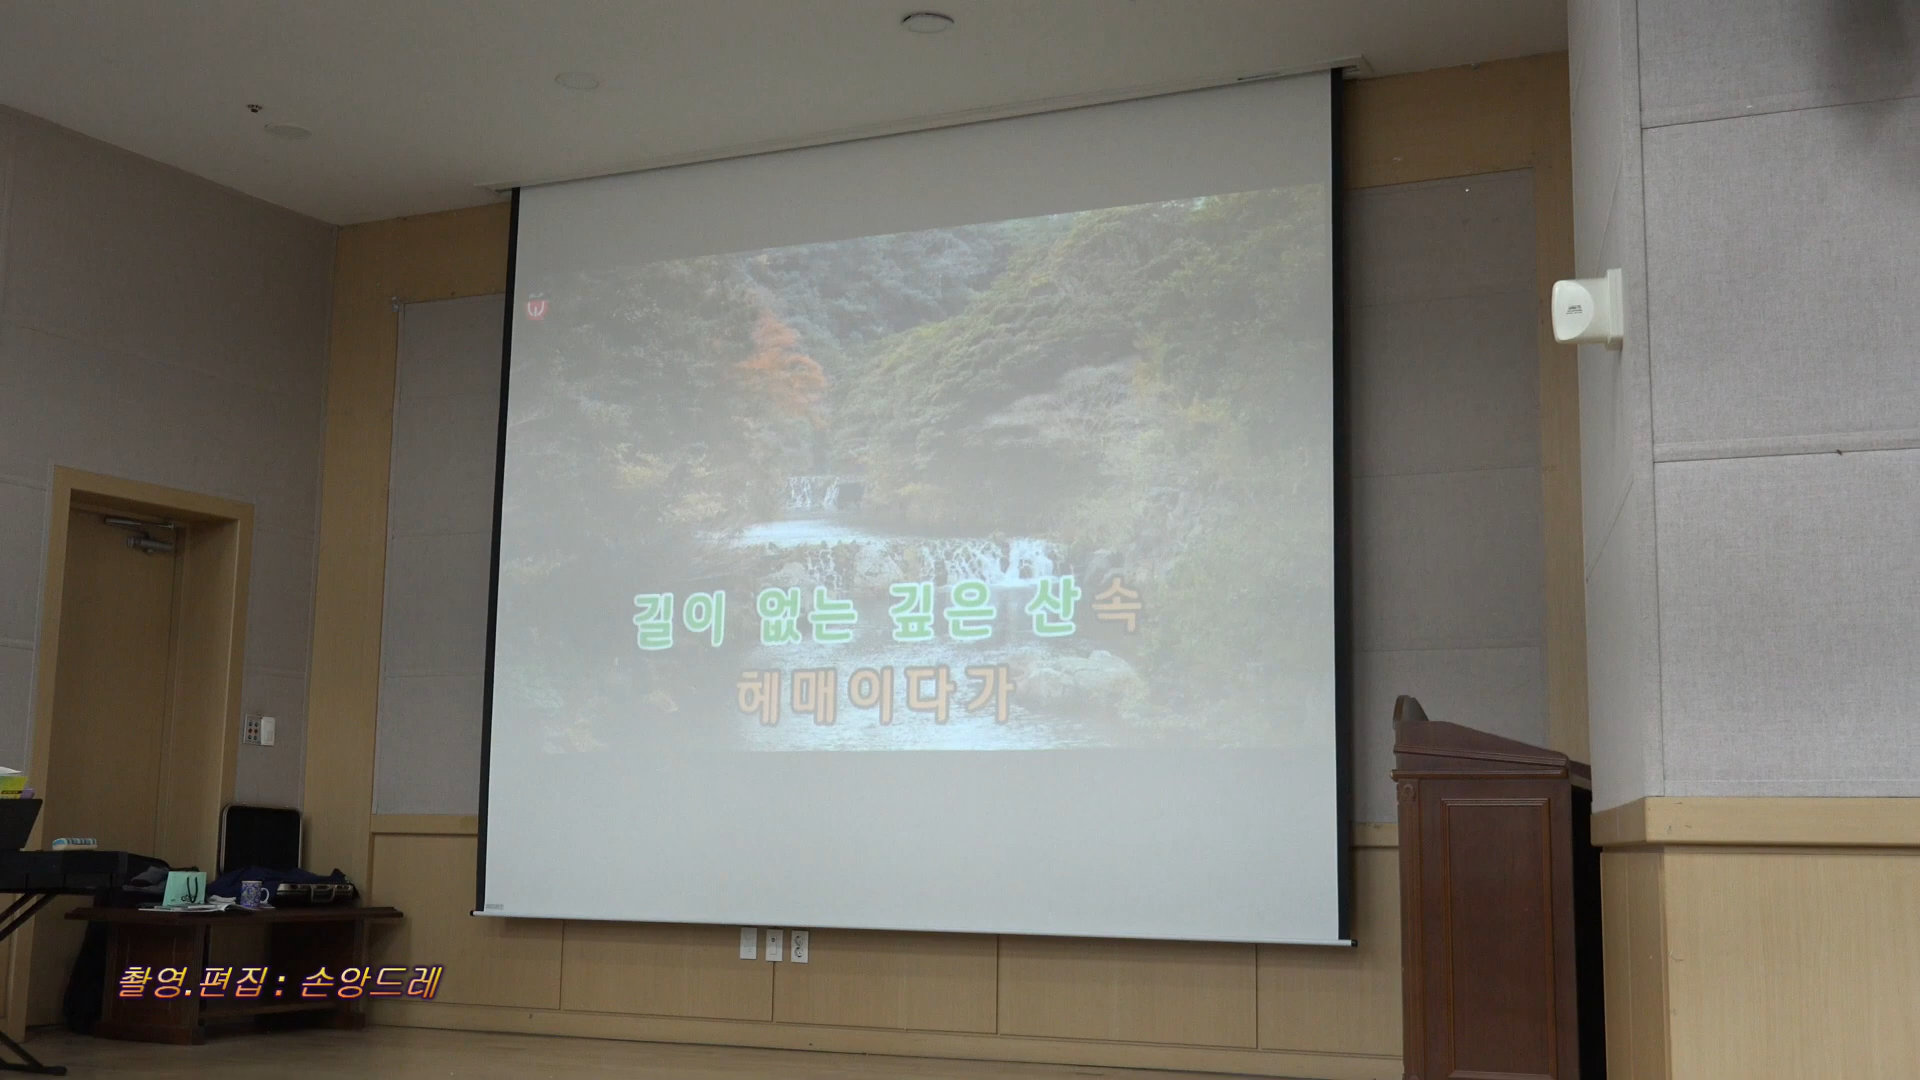 길이 없는 깊은 산속
헤매이다가
촬영.편집 : 손앙드레